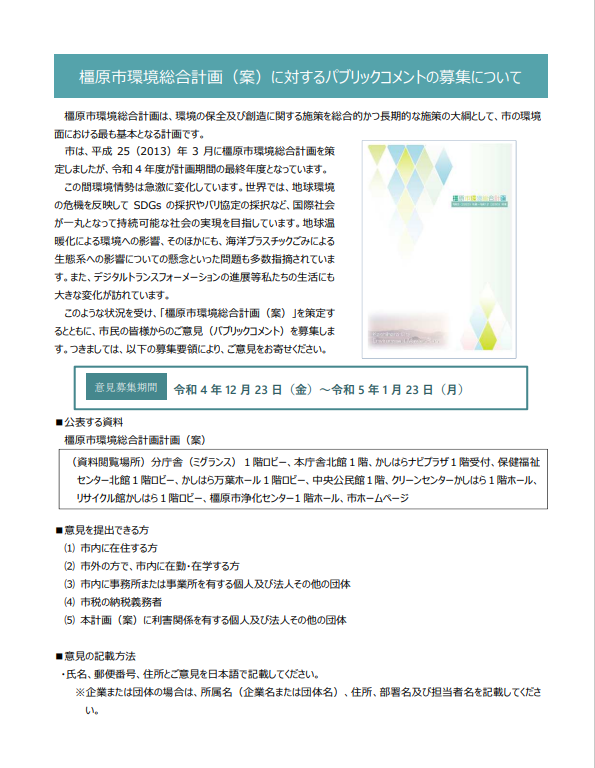 橿原市環境総合計画（案）に対するパブリックコメントの募集について
橿原市環境総合計画は、環境の保全及び創造に関する施策を総合的かつ長期的な施策の大綱として、市の環境
面における最も基本となる計画です。
市は、平成 25（2013）年 3 月に橿原市環境総合計画を策
定しましたが、令和 4 年度が計画期間の最終年度となっています。
この間環境情勢は急激に変化しています。世界では、地球環境
の危機を反映して SDGs の採択やパリ協定の採択など、国際社会
が一丸となって持続可能な社会の実現を目指しています。地球温
暖化による環境への影響、そのほかにも、海洋プラスチックごみによる
生態系への影響についての懸念といった問題も多数指摘されていま
す。また、デジタルトランスフォーメーションの進展等私たちの生活にも
大きな変化が訪れています。
このような状況を受け、「橿原市環境総合計画（案）」を策定す
るとともに、市民の皆様からのご意見（パブリックコメント）を募集しま
す。つきましては、以下の募集要領により、ご意見をお寄せください。
橿原市環境総合計画
意見募集期間 令和 4 年 12 月 23 日（金）～令和 5 年 1 月 23 日（月）
■公表する資料
橿原市環境総合計画計画（案）
（資料閲覧場所）分庁舎（ミグランス）１階ロビー、本庁舎北館１階、かしはらナビプラザ１階受付、保健福祉
センター北館１階ロビー、かしはら万葉ホール１階ロビー、中央公民館１階、クリーンセンターかしはら１階ホール、
リサイクル館かしはら１階ロビー、橿原市浄化センター１階ホール、市ホームページ
■意見を提出できる方
⑴ 市内に在住する方
⑵ 市外の方で、市内に在勤・在学する方
⑶ 市内に事務所または事業所を有する個人及び法人その他の団体
⑷ 市税の納税義務者
⑸ 本計画（案）に利害関係を有する個人及び法人その他の団体
■意見の記載方法
・氏名、郵便番号、住所とご意見を日本語で記載してください。
※企業または団体の場合は、所属名（企業名または団体名）、住所、部署名及び担当者名を記載してくださ
い。